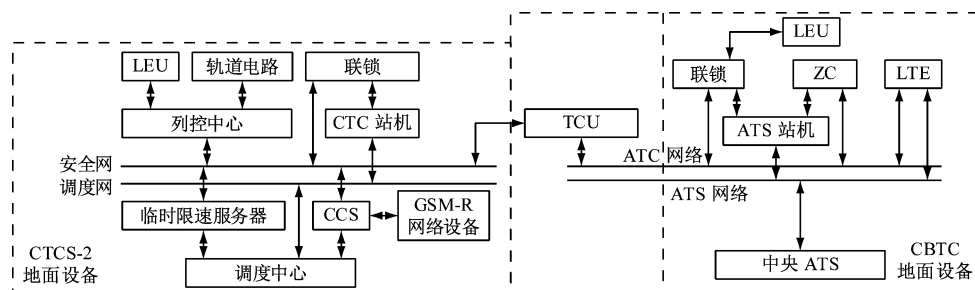 LEU
轨道电路
联锁
列控中心
CTC 站机
安全网
调度网
临时限速服务器
CCS
GSM-R
网络设备
调度中心
CTCS-2
地面设备
TCU
LEU
联锁
ZC
LTE
ATS 站机
ATC 网络
ATS 网络
中央 ATS
CBTC
地面设备